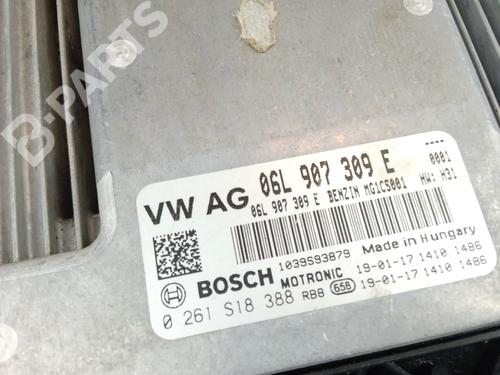 B-PARTS
VW AG 06L 907 309 E
06L 907 309 E BENZIN MG1CS001
0001
HW: H31
1039S93879 Made in Hungary
BOSCH MOTRONIC 19-01-17 1410 1486
0 261 S18 388 RBB 658 19-01-17 1410 1486